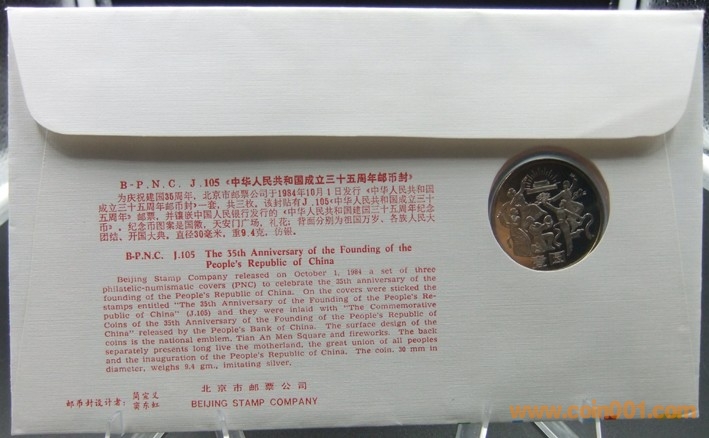 B-P.N.C. J.105 《中华人民共和国成立三十五周年邮币封》
为庆祝建国35周年，北京市邮票公司于1984年10月1日发行《中华人民共和国
成立三十五周年邮币封》一套，共三枚，该封贴有J.105《中华人民共和国成立三
十五周年》邮票，并镶嵌中国人民银行发行的《中华人民共和国建国三十五周年纪念
币》。纪念币图案是国徽，天安门广场，礼花；背面分别为祖国万岁、各族人民大
团结、开国大典，直径30毫米，重9.4克，仿银。
B-P.N.C. J.105 The 35th Anniversary of the Founding of the
People's Republic of China
Beijing Stamp Company released on October 1, 1984 a set of three
philatelic-numismatic covers (PNC) to celebrate the 35th anniversary of the
founding of the People's Republic of China. On the covers were sticked the
stamps entitled "The 35th Anniversary of the Founding of the People's Re-
public of China" (J.105) and they were inlaid with "The Commemorative
Coins of the 35th Anniversary of the Founding of the People's Republic of
China" released by the People's Bank of China. The surface design of the
coins is the national emblem, Tian An Men Square and fireworks. The back
separately presents long live the motherland, the great union of all peoples
and the inauguration of the People's Republic of China. The coin, 30 mm in
diameter, weighs 9.4 gm., imitating silver.
北京市邮票公司
邮币封设计者：
BEIJING STAMP COMPANY
壹圆
www.coin001.com